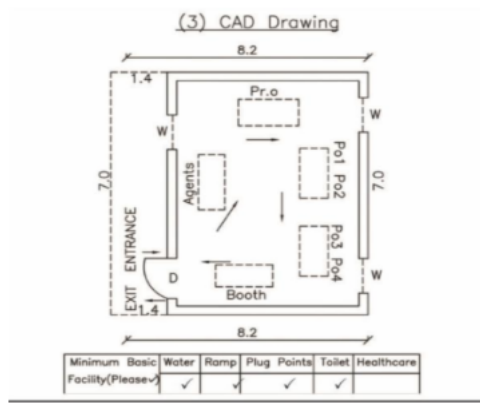 (3) CAD Drawing
8.2
1.4
Pr.o
W
W
Po1 Po2
Agents
7.0
7.0
ENTRANCE
Po3 Po4
D
W
EXIT
Booth
1.4
8.2
Minimum Basic Water Ramp Plug Points Toilet Healthcare
Facility(Please✓) ✓ ✓ ✓ ✓